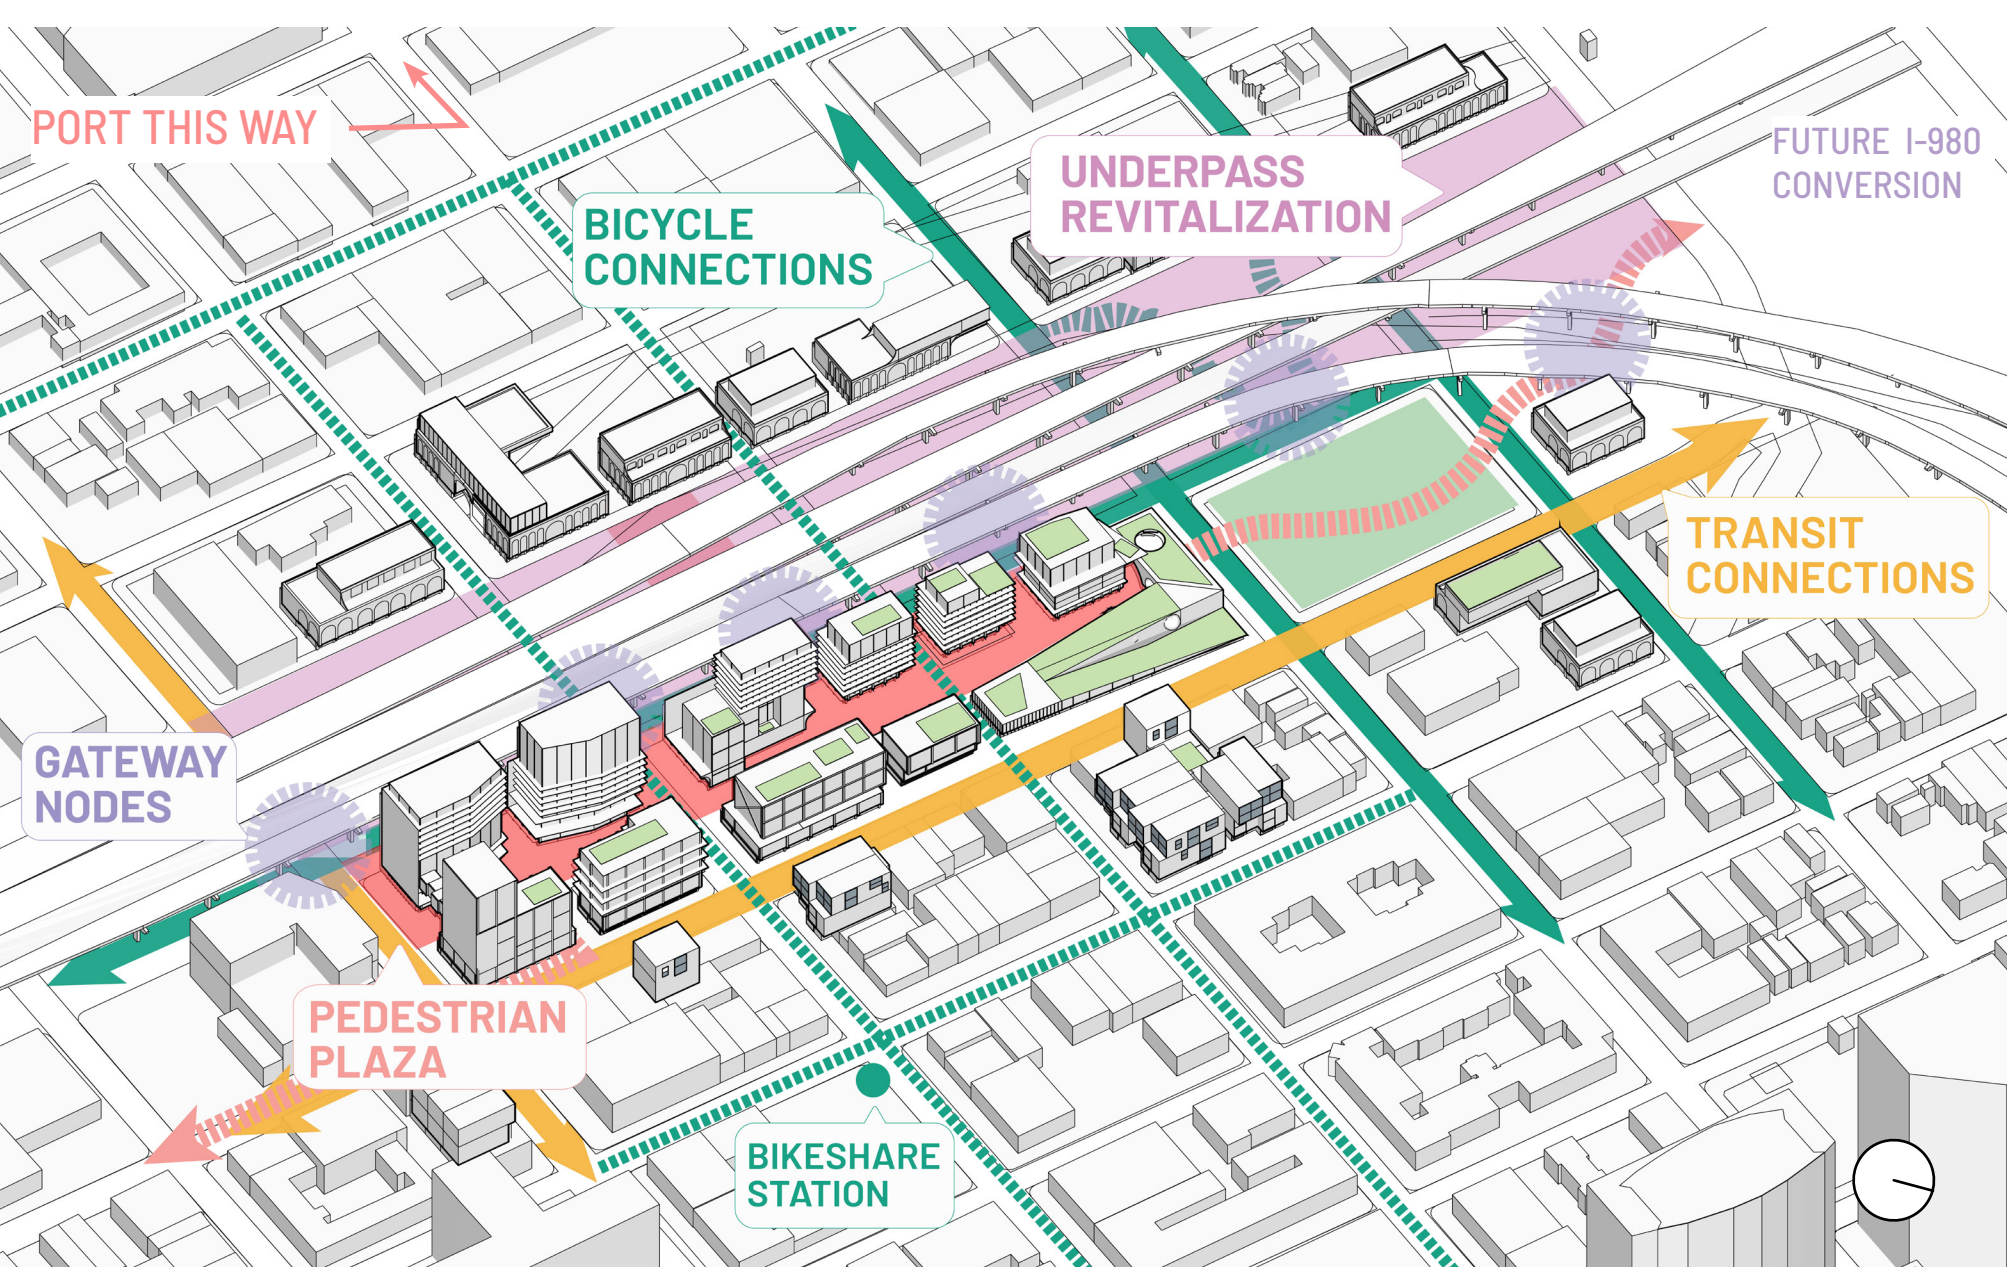 PORT THIS WAY
UNDERPASS
REVITALIZATION
FUTURE I-980
CONVERSION
BICYCLE
CONNECTIONS
TRANSIT
CONNECTIONS
GATEWAY
NODES
PEDESTRIAN
PLAZA
BIKESHARE
STATION